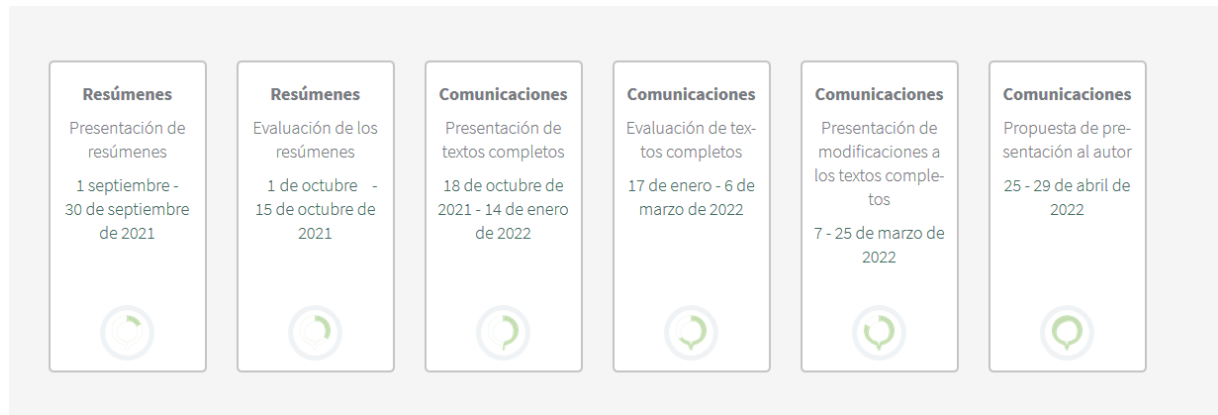 Resúmenes
Presentación de
resúmenes
1 septiembre -
30 de septiembre
de 2021
Resúmenes
Evaluación de los
resúmenes
1 de octubre -
15 de octubre de
2021
Comunicaciones
Presentación de
textos completos
18 de octubre de
2021 - 14 de enero
de 2022
Comunicaciones
Evaluación de tex-
tos completos
17 de enero - 6 de
marzo de 2022
Comunicaciones
Presentación de
modificaciones a
los textos comple-
tos
7 - 25 de marzo de
2022
Comunicaciones
Propuesta de pre-
sentación al autor
25 - 29 de abril de
2022